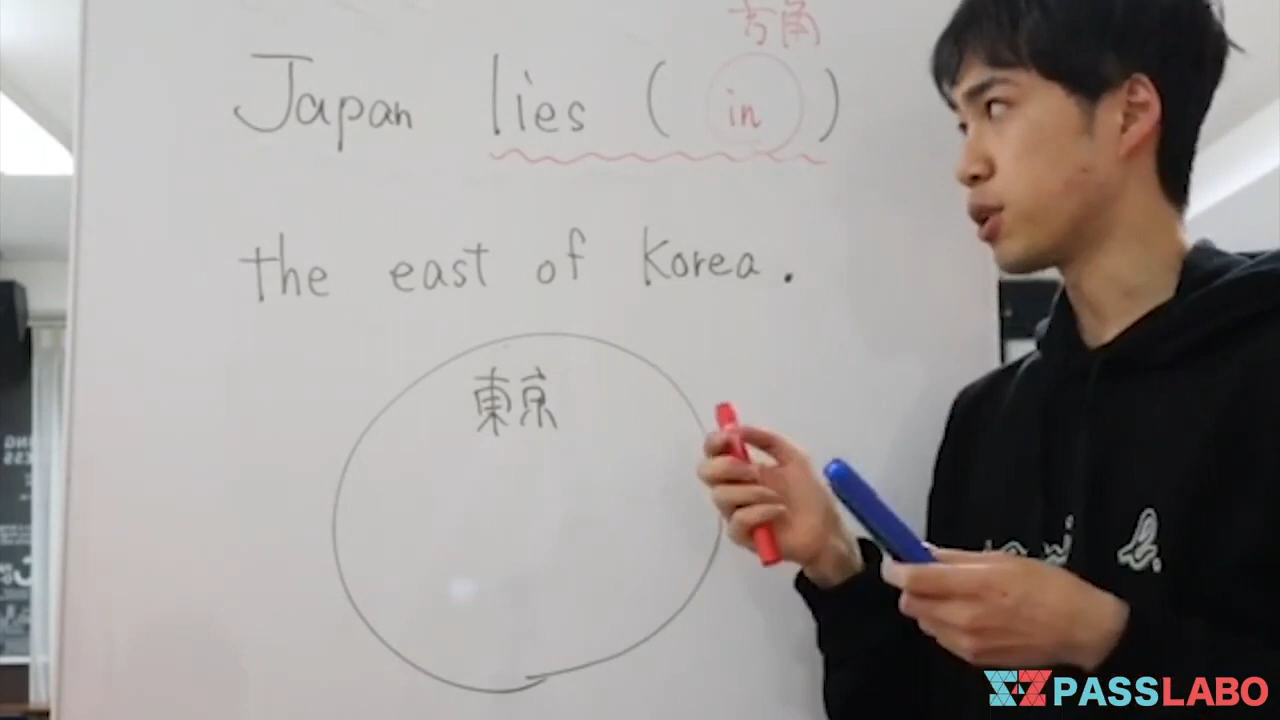 方角
Japan lies ( in )
the east of Korea.
東京
PASSLABO